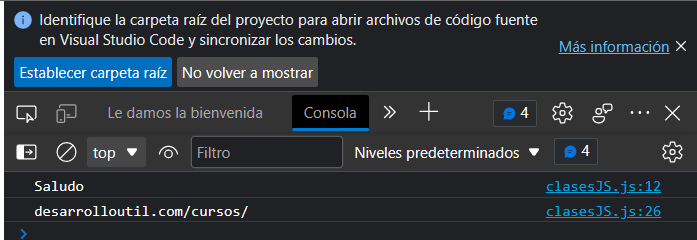 Identifique la carpeta raíz del proyecto para abrir archivos de código fuente
en Visual Studio Code y sincronizar los cambios.
Más información
Establecer carpeta raíz No volver a mostrar
Le damos la bienvenida Consola 4
top Filtro Niveles predeterminados 4
Saludo clasesJS.js:12
desarrolloutil.com/cursos/ clasesJS.js:26